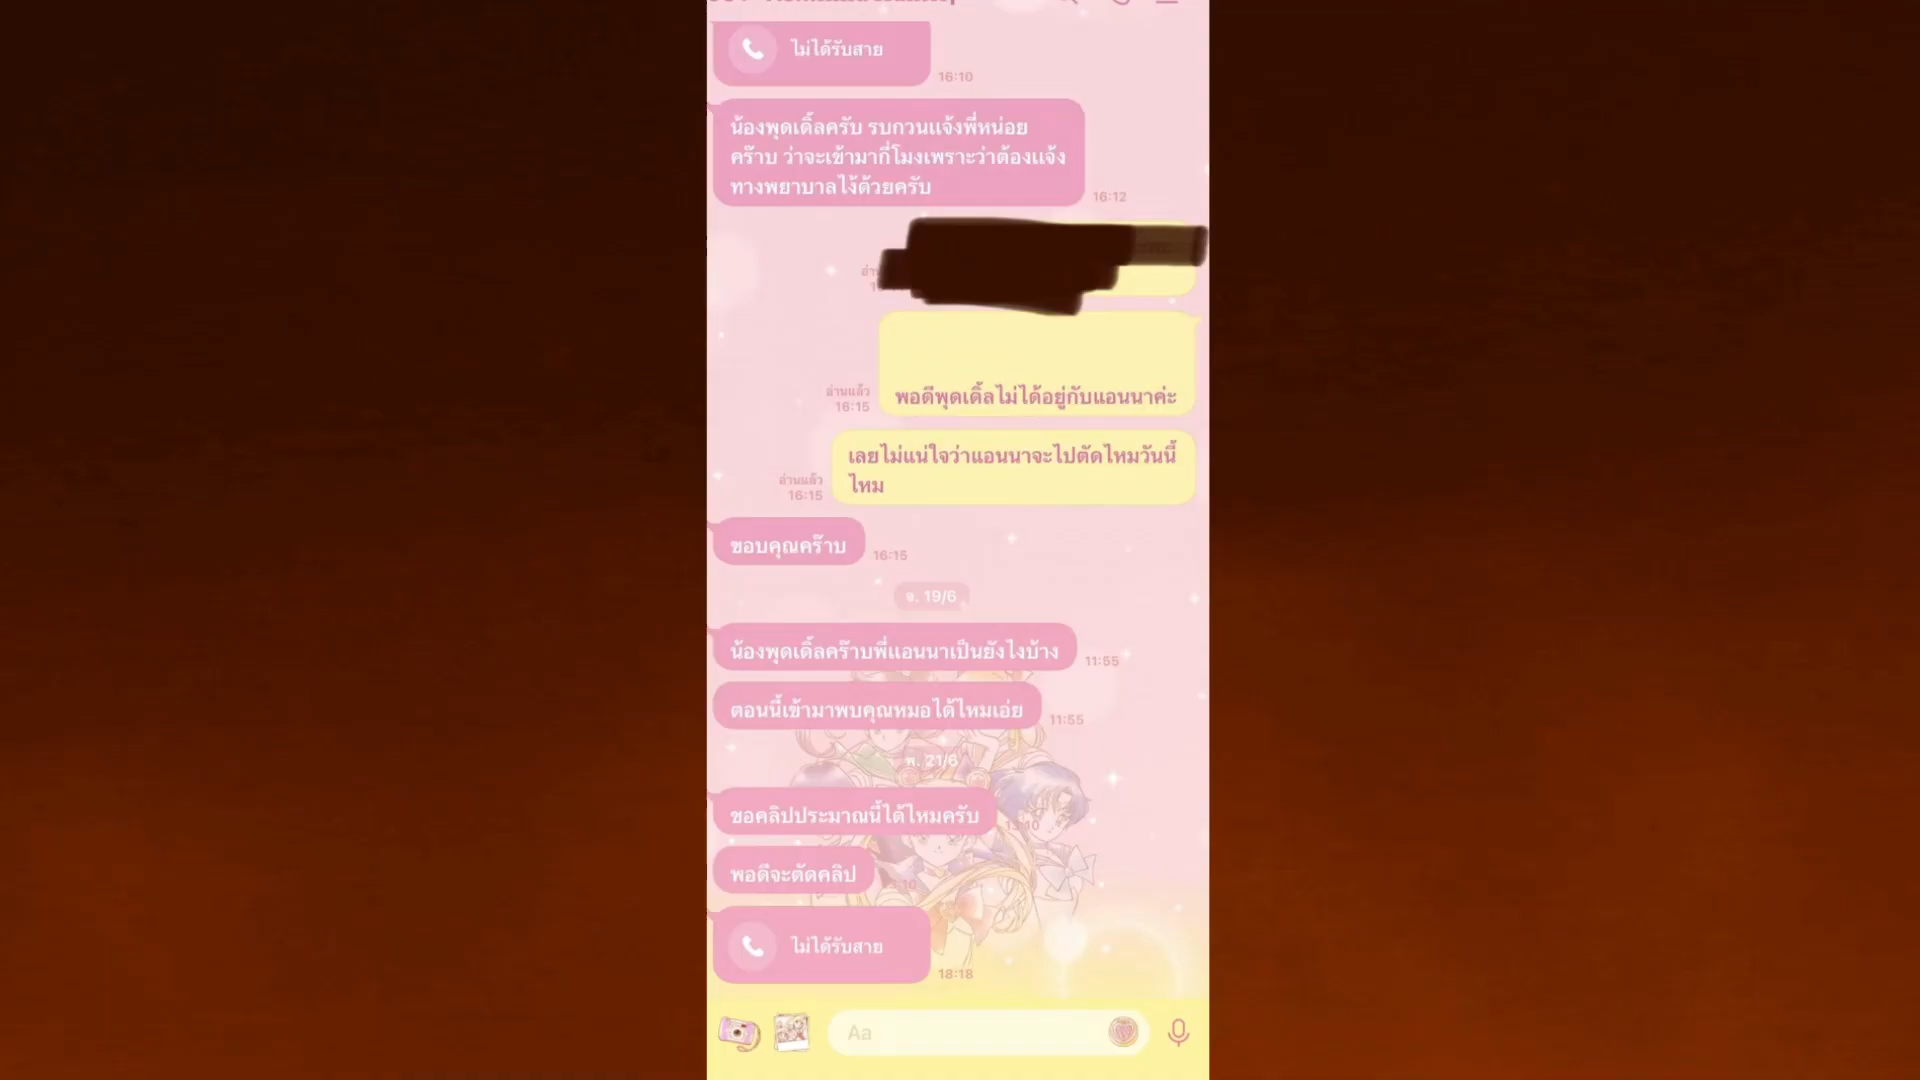 ไม่ได้รับสาย
16:10
น้องพุดเดิ้ลครับ รบกวนแจ้งพี่หน่อย
คร๊าบ ว่าจะเข้ามากี่โมงเพราะว่าต้องแจ้ง
ทางพยาบาลไง้ด้วยครับ
16:12
พอดีพุดเดิ้ลไม่ได้อยู่กับแอนนาค่ะ
อ่านแล้ว
16:15
เลยไม่แน่ใจว่าแอนนาจะไปตัดไหมวันนี้
ไหม
อ่านแล้ว
16:15
ขอบคุณคร๊าบ
16:15
จ. 19/6
น้องพุดเดิ้ลคร๊าบพี่แอนนาเป็นยังไงบ้าง
11:55
ตอนนี้เข้ามาพบคุณหมอได้ไหมเอ่ย
11:55
พ. 21/6
ขอคลิปประมาณนี้ได้ไหมครับ
พอดีจะตัดคลิป
ไม่ได้รับสาย
18:18
Aa